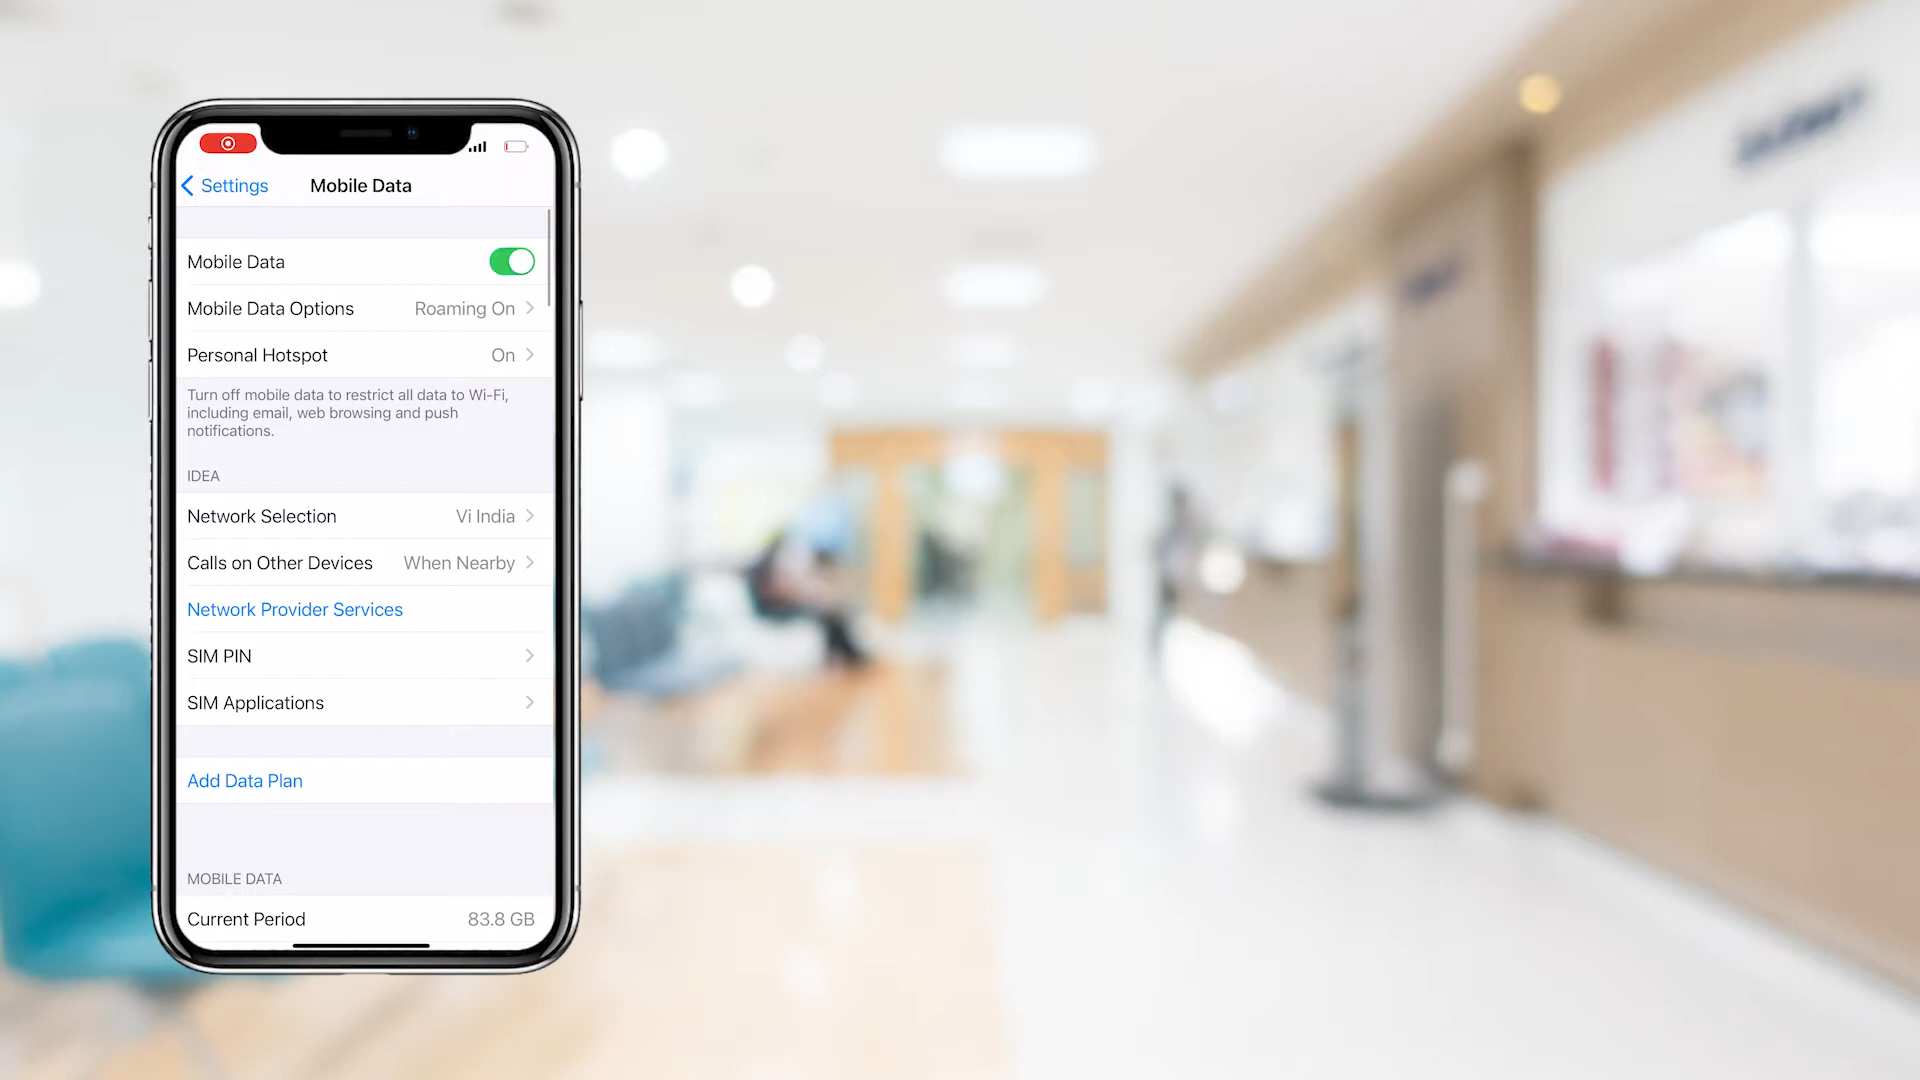 Settings
Mobile Data
Mobile Data
Mobile Data Options Roaming On
Personal Hotspot On
Turn off mobile data to restrict all data to Wi-Fi,
including email, web browsing and push
notifications.
IDEA
Network Selection Vi India
Calls on Other Devices When Nearby
Network Provider Services
SIM PIN
SIM Applications
Add Data Plan
MOBILE DATA
Current Period 83.8 GB